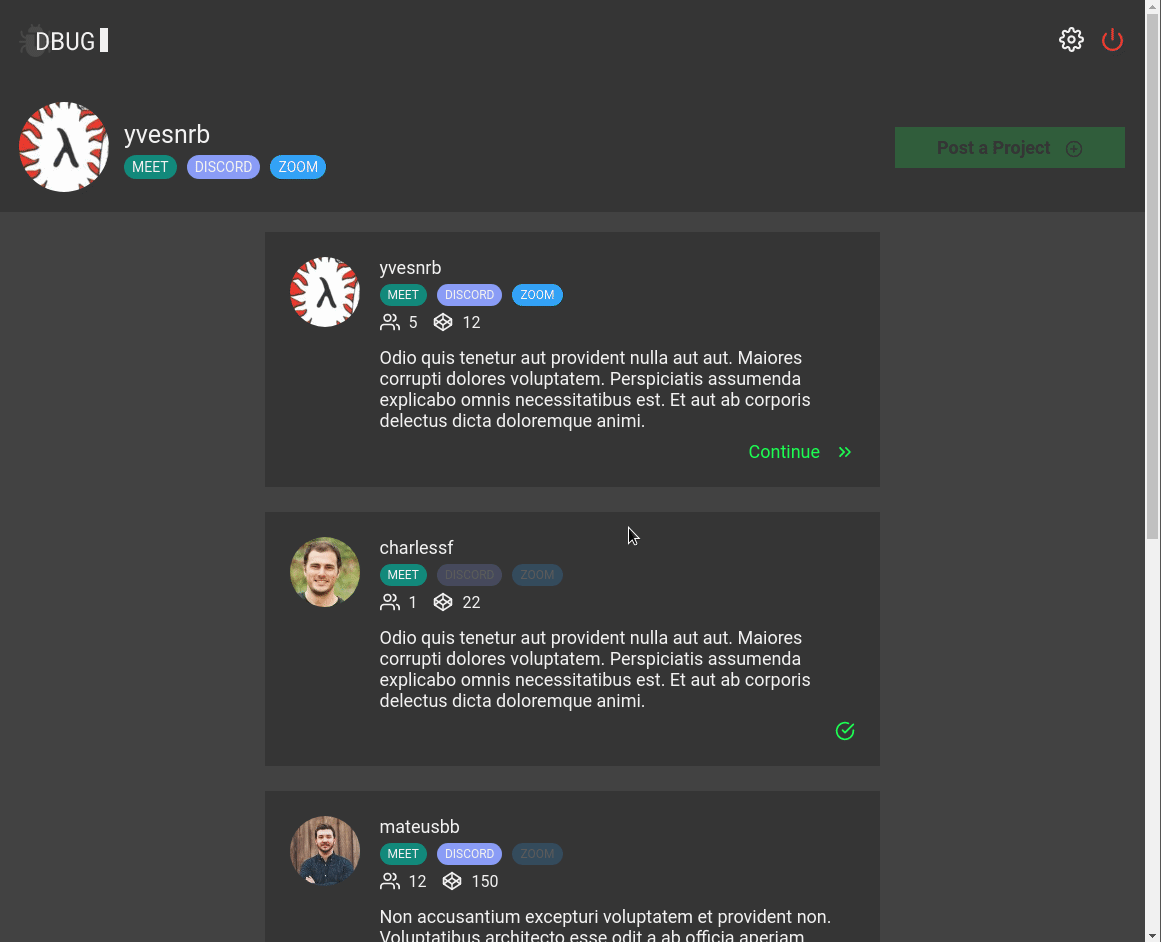 DBUG
yvesnrb
MEET DISCORD ZOOM
Post a Project
yvesnrb
MEET DISCORD ZOOM
5 12
Odio quis tenetur aut provident nulla aut aut. Maiores
corrupti dolores voluptatem. Perspiciatis assumenda
explicabo omnis necessitatibus est. Et aut ab corporis
delectus dicta doloremque animi.
Continue
charlessf
MEET DISCORD ZOOM
1 22
Odio quis tenetur aut provident nulla aut aut. Maiores
corrupti dolores voluptatem. Perspiciatis assumenda
explicabo omnis necessitatibus est. Et aut ab corporis
delectus dicta doloremque animi.
mateusbb
MEET DISCORD ZOOM
12 150
Non accusantium excepturi voluptatem et provident non.
Voluptatibus architecto esse odit a ab officia aperiam